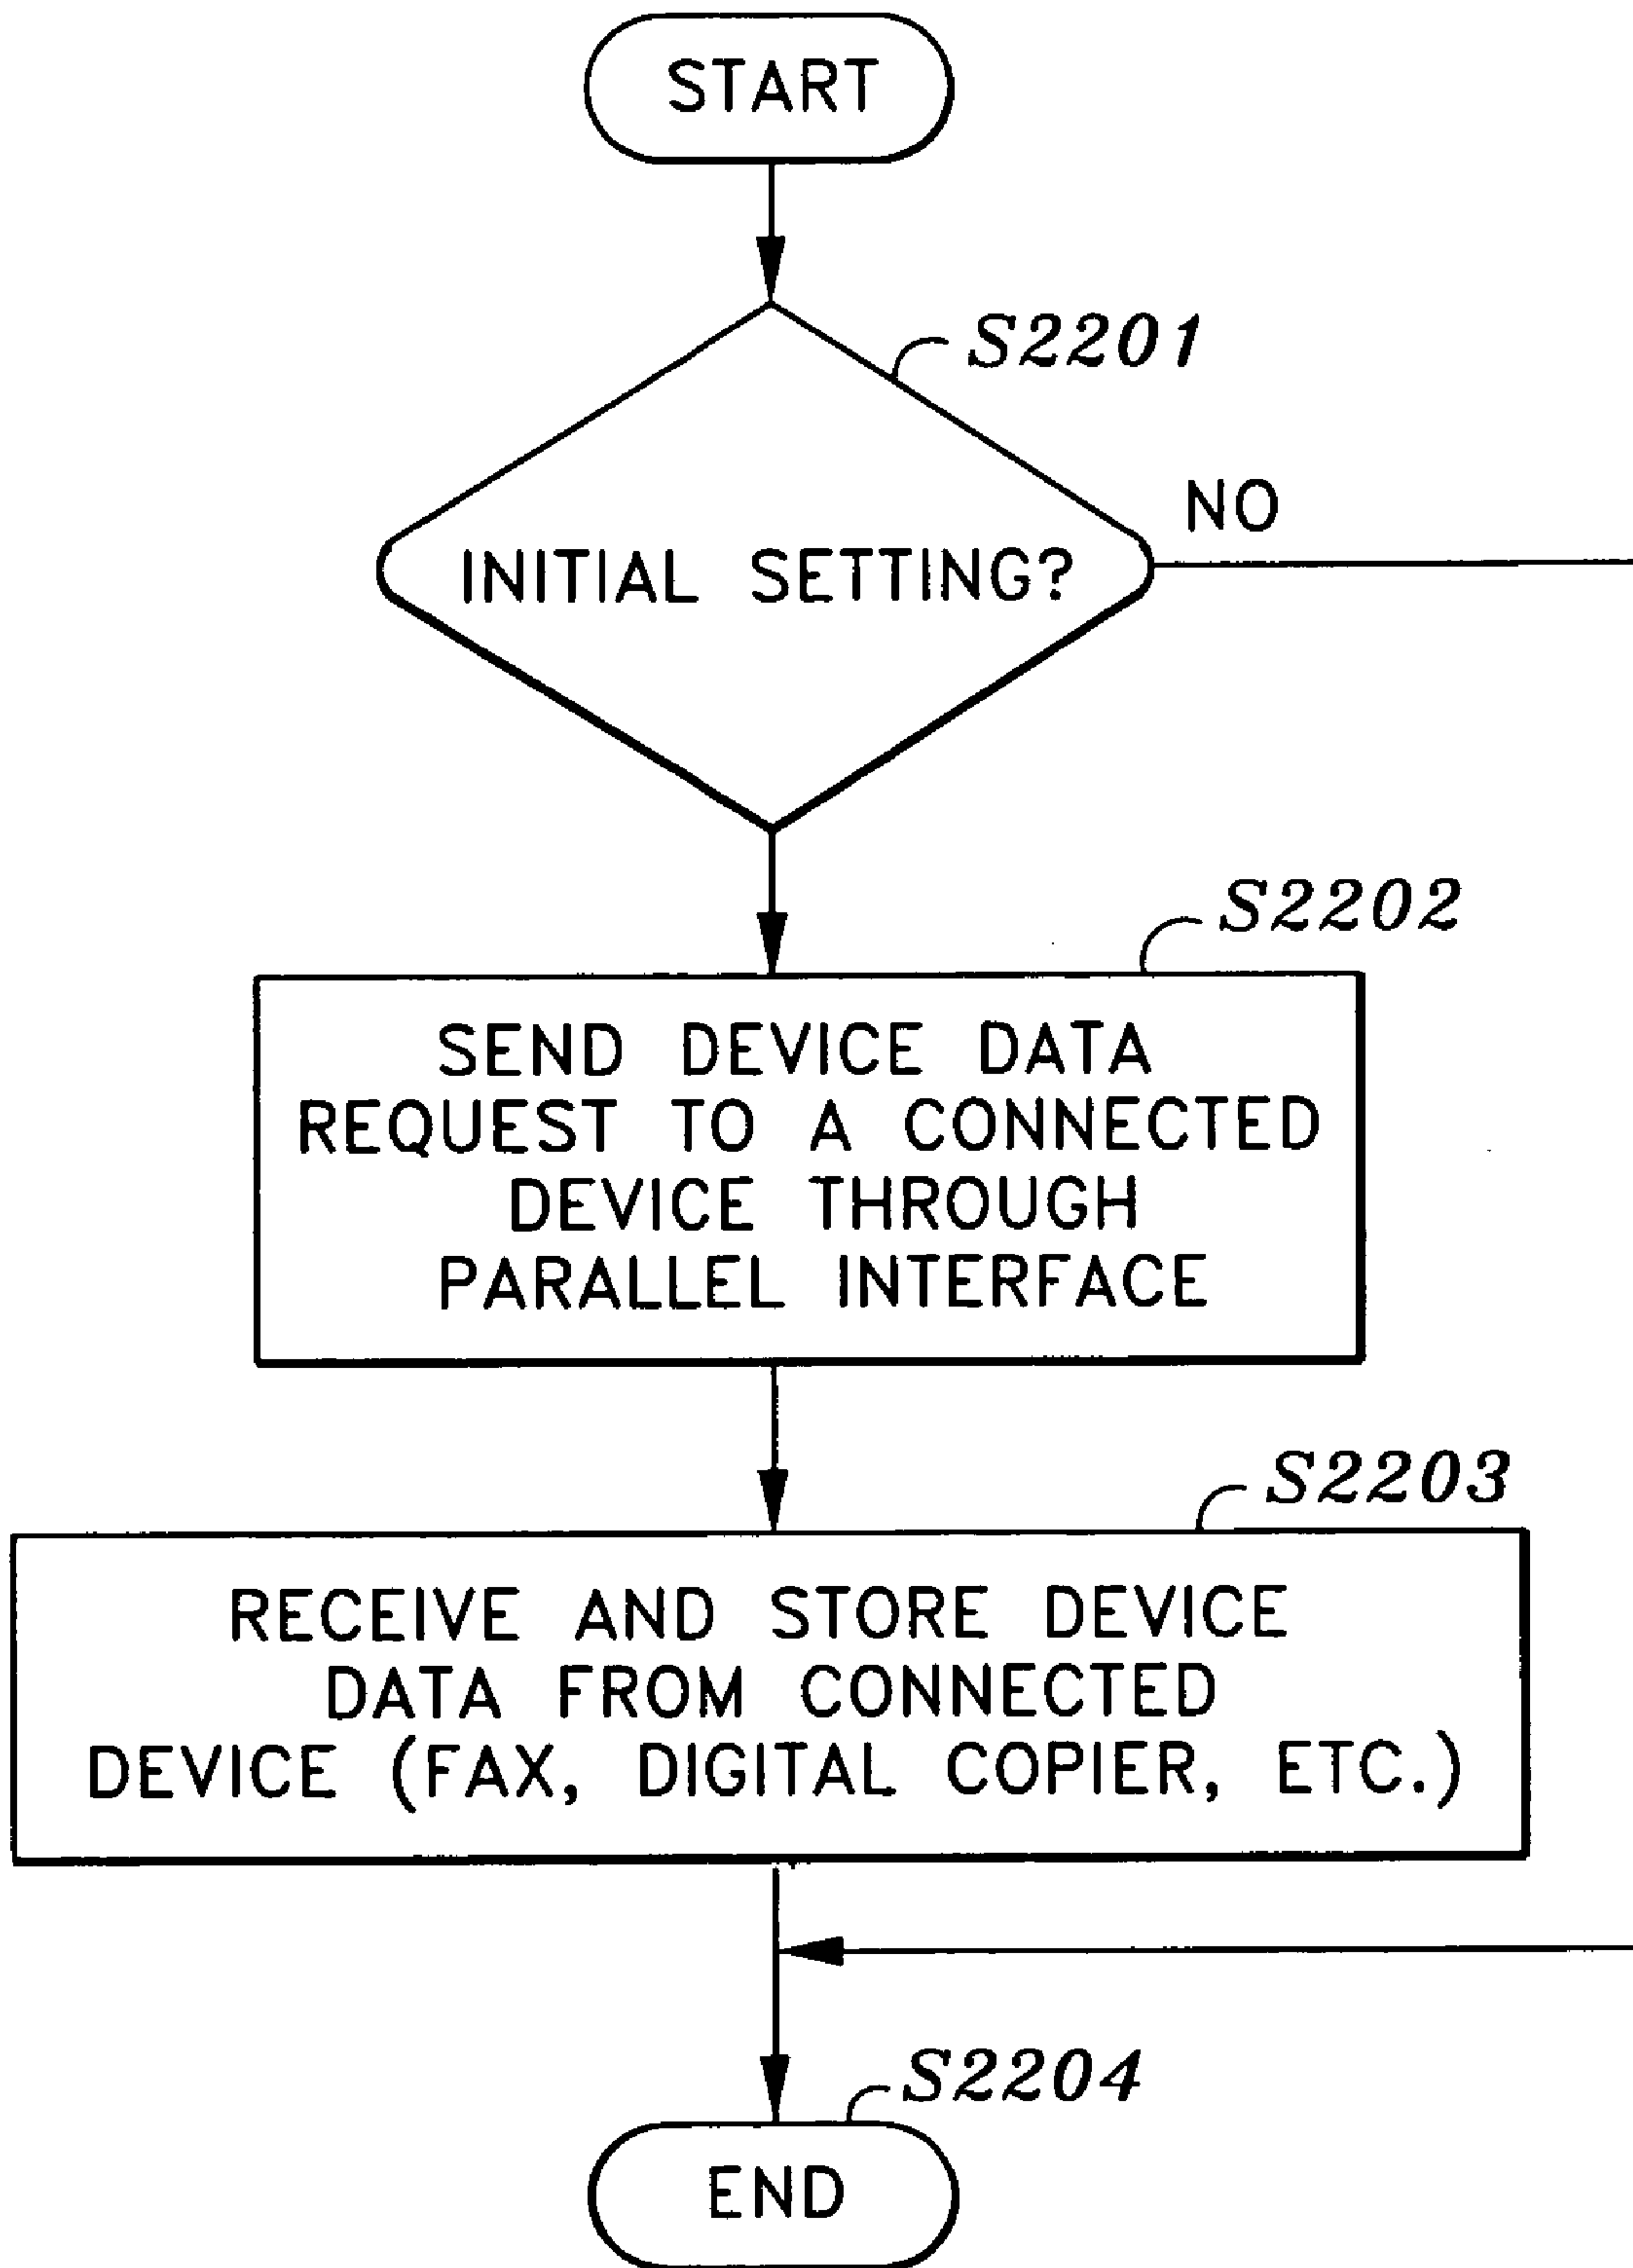 START
S2201
NO
INITIAL SETTING?
S2202
SEND DEVICE DATA
REQUEST TO A CONNECTED
DEVICE THROUGH
PARALLEL INTERFACE
S2203
RECEIVE AND STORE DEVICE
DATA FROM CONNECTED
DEVICE (FAX, DIGITAL COPIER, ETC.)
S2204
END